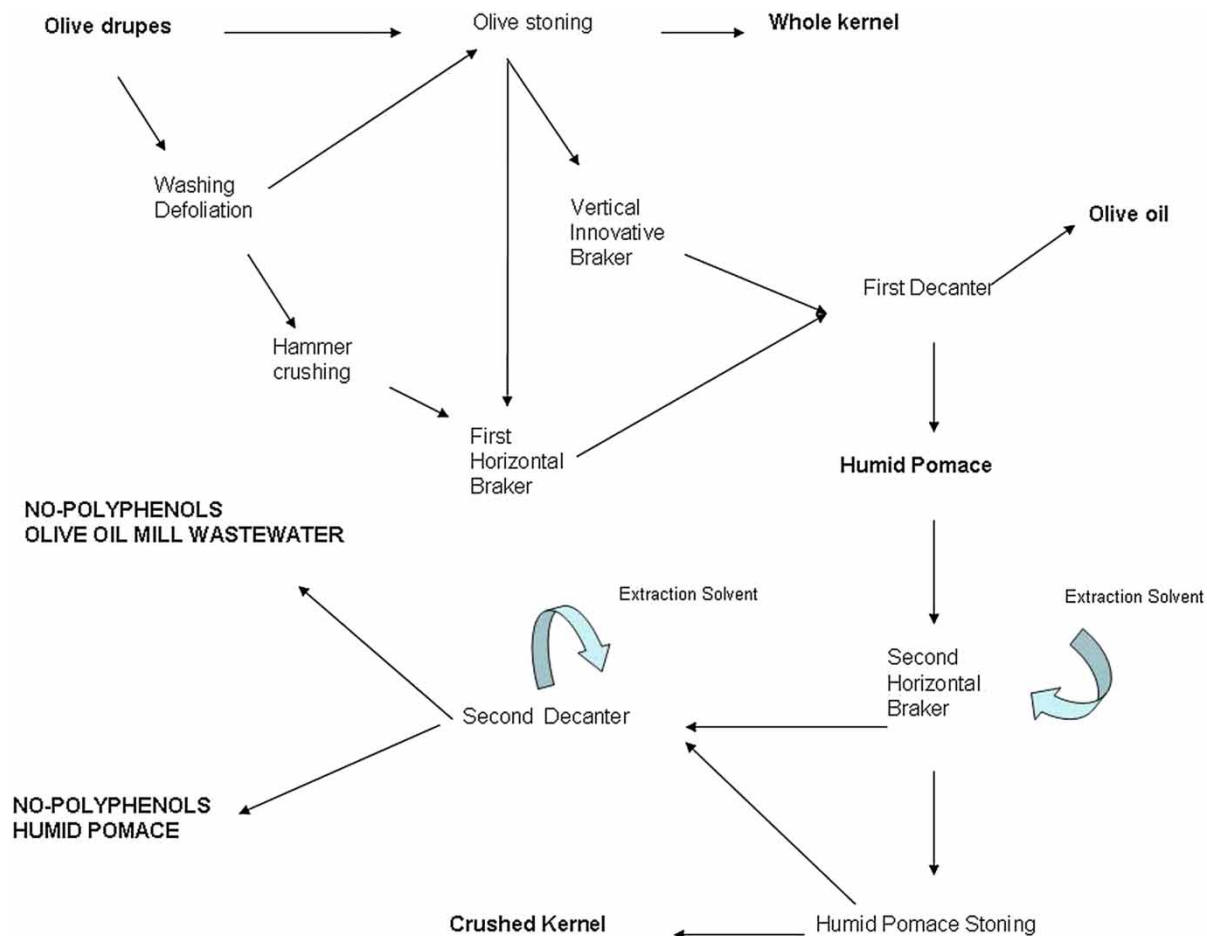 Olive drupes
Olive stoning
Whole kernel
Washing
Defoliation
Vertical
Innovative
Braker
Olive oil
First Decanter
Hammer
crushing
First
Horizontal
Braker
Humid Pomace
NO-POLYPHENOLS
OLIVE OIL MILL WASTEWATER
Extraction Solvent
Extraction Solvent
Second
Horizontal
Braker
Second Decanter
NO-POLYPHENOLS
HUMID POMACE
Crushed Kernel
Humid Pomace Stoning